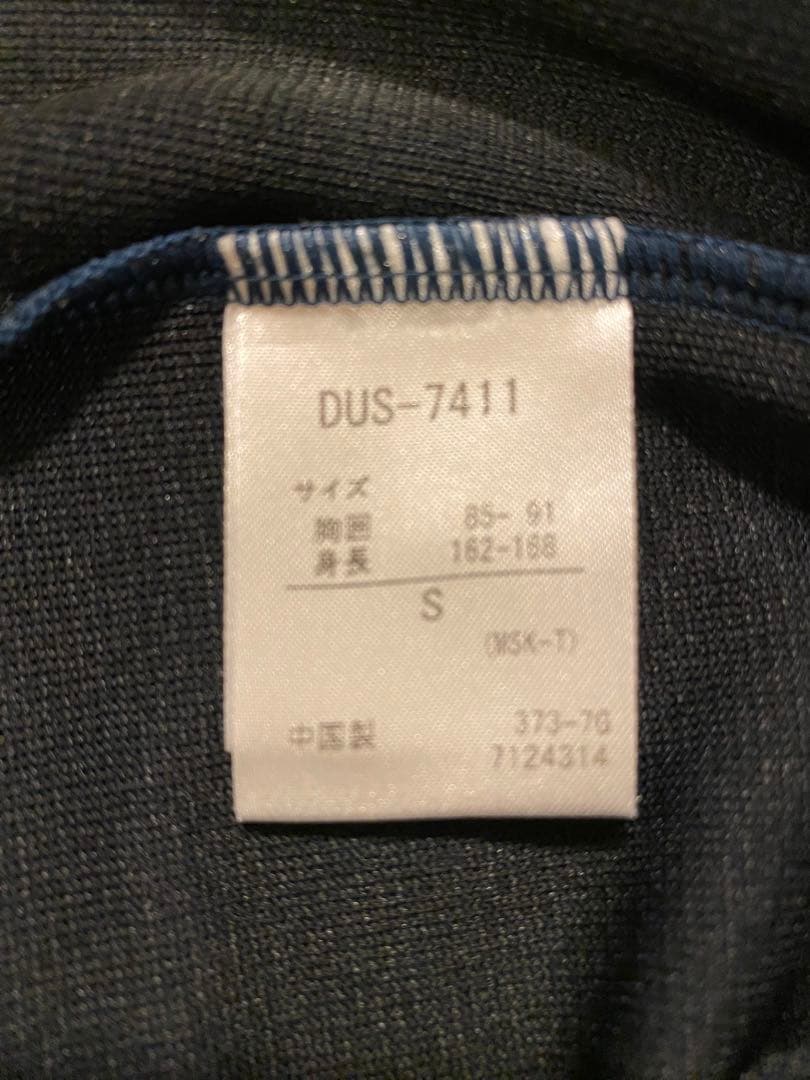 DUS-7411
サイズ
胸囲 85- 91
身長 162-168
S
(MSK-T)
中国製 373-7G
7124314